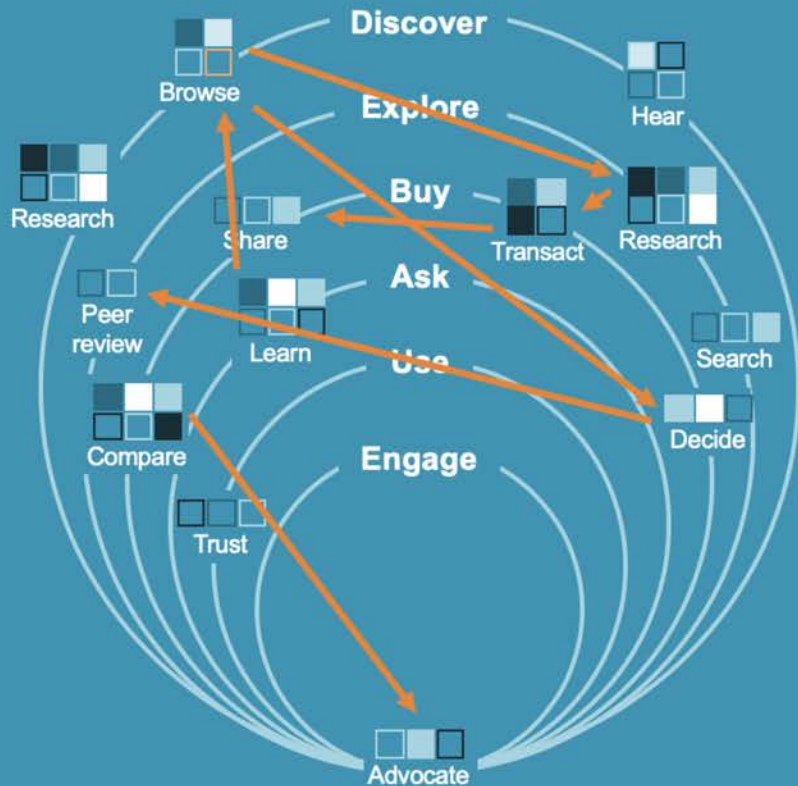 Discover
Browse
Hear
Explore
Research
Buy
Share
Transact
Research
Ask
Peer
review
Learn
Search
Use
Compare
Decide
Engage
Trust
Advocate